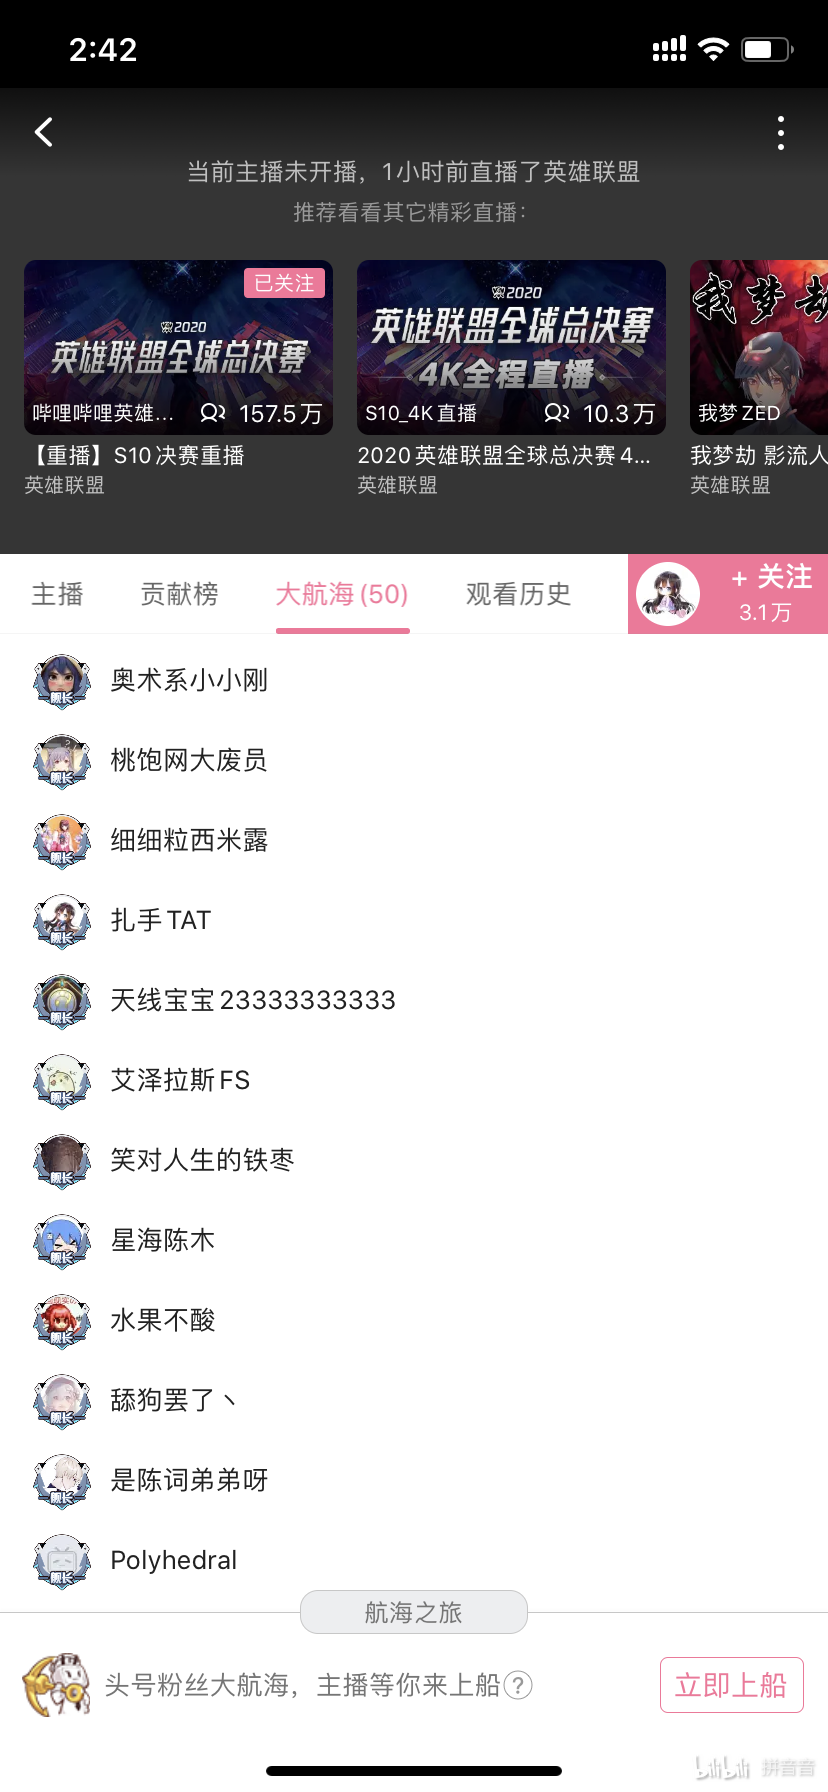 2:42
当前主播未开播，1小时前直播了英雄联盟
推荐看看其它精彩直播：
已关注
2020
英雄联盟全球总决赛
哔哩哔哩英雄... 157.5万
【重播】S10决赛重播
英雄联盟
2020
英雄联盟全球总决赛
4K全程直播
S10_4K直播 10.3万
2020英雄联盟全球总决赛4...
英雄联盟
我梦劫
我梦ZED
我梦劫 影流人
英雄联盟
主播 贡献榜 大航海(50) 观看历史
+ 关注
3.1万
舰长 奥术系小小刚
舰长 桃饱网大废员
舰长 细细粒西米露
舰长 扎手TAT
舰长 天线宝宝23333333333
舰长 艾泽拉斯FS
舰长 笑对人生的铁枣
舰长 星海陈木
舰长 水果不酸
舰长 舔狗罢了丶
舰长 是陈词弟弟呀
舰长 Polyhedral
航海之旅
头号粉丝大航海，主播等你来上船?
立即上船
bilibili 拼音音